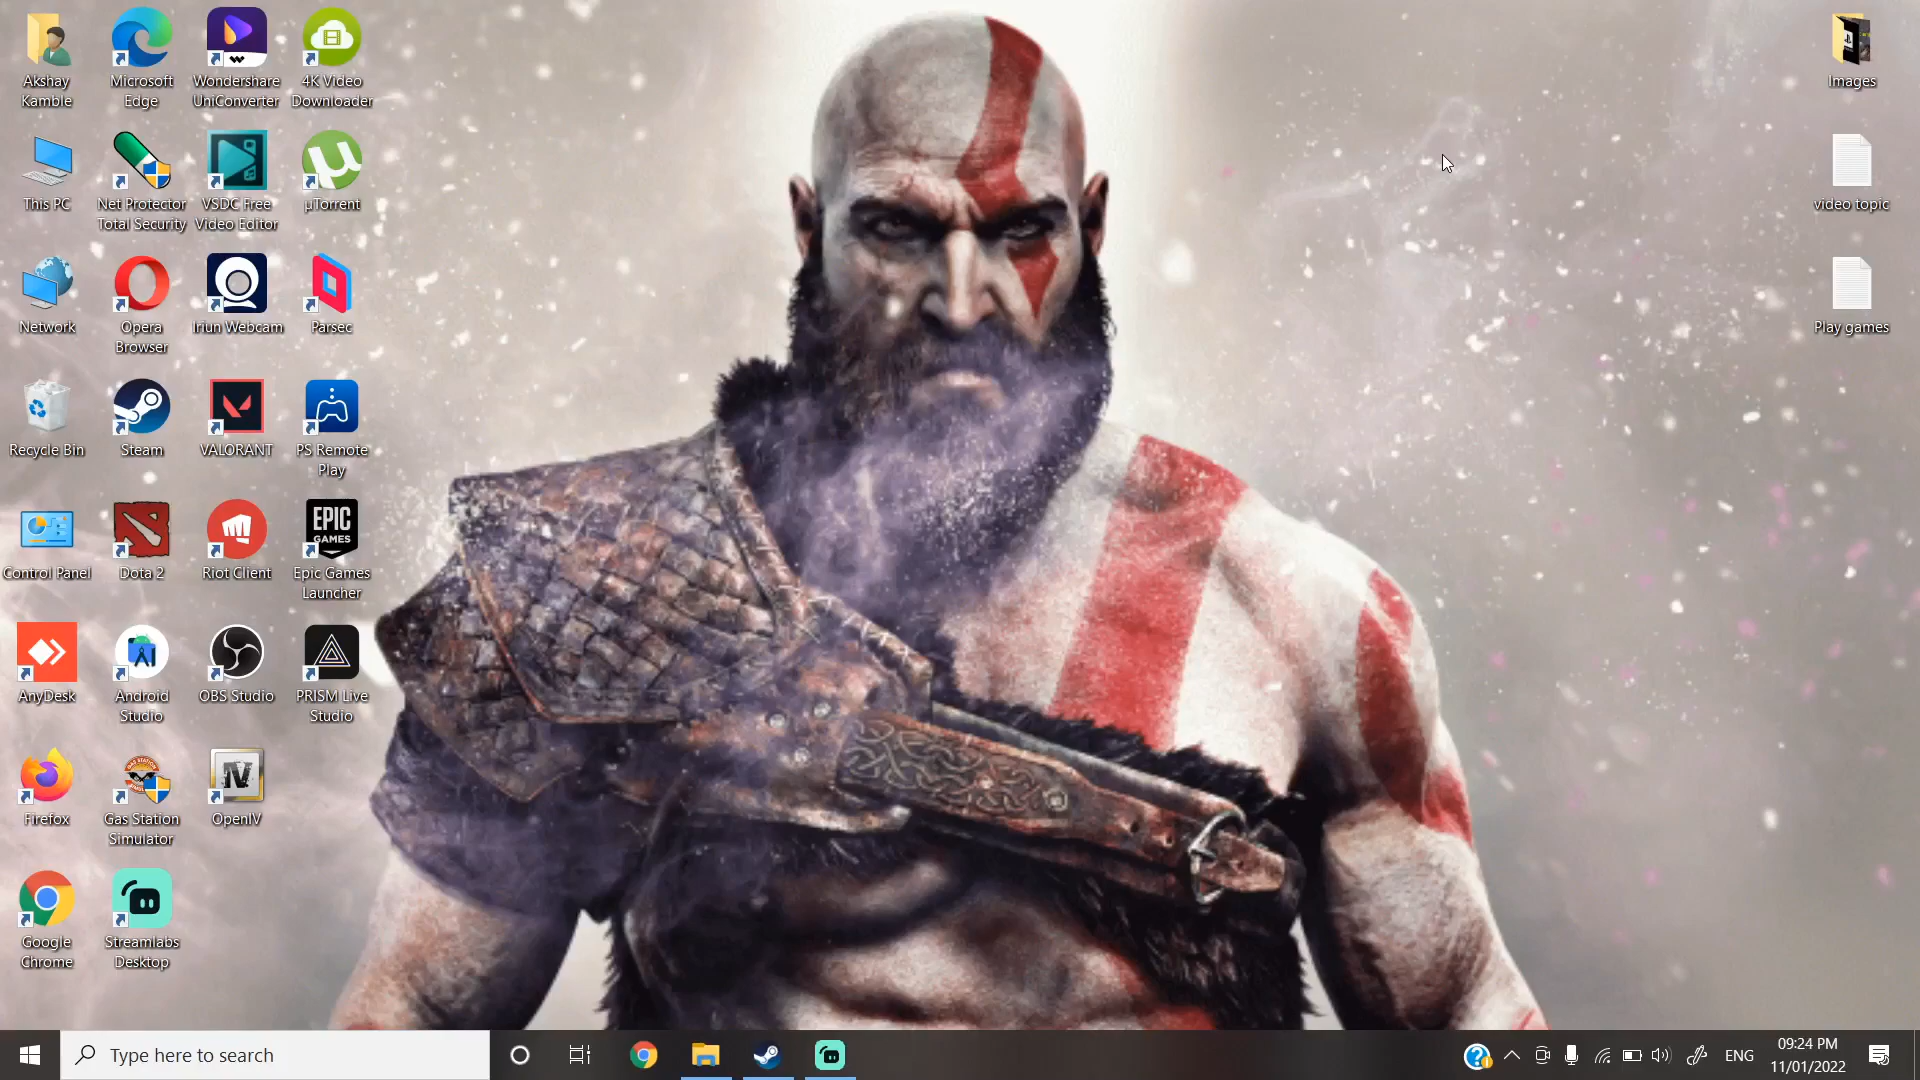 Akshay
Kamble
Microsoft
Edge
Wondershare
UniConverter
4K Video
Downloader
Images
This PC
Net Protector
Total Security
VSDC Free
Video Editor
µTorrent
video topic
Network
Opera
Browser
Iriun Webcam
Parsec
Play games
Recycle Bin
Steam
VALORANT
PS Remote
Play
EPIC
GAMES
Control Panel
Dota 2
Riot Client
Epic Games
Launcher
AnyDesk
Android
Studio
OBS Studio
PRISM Live
Studio
IV
Firefox
Gas Station
Simulator
OpenIV
Google
Chrome
Streamlabs
Desktop
Type here to search
ENG
09:24 PM
11/01/2022